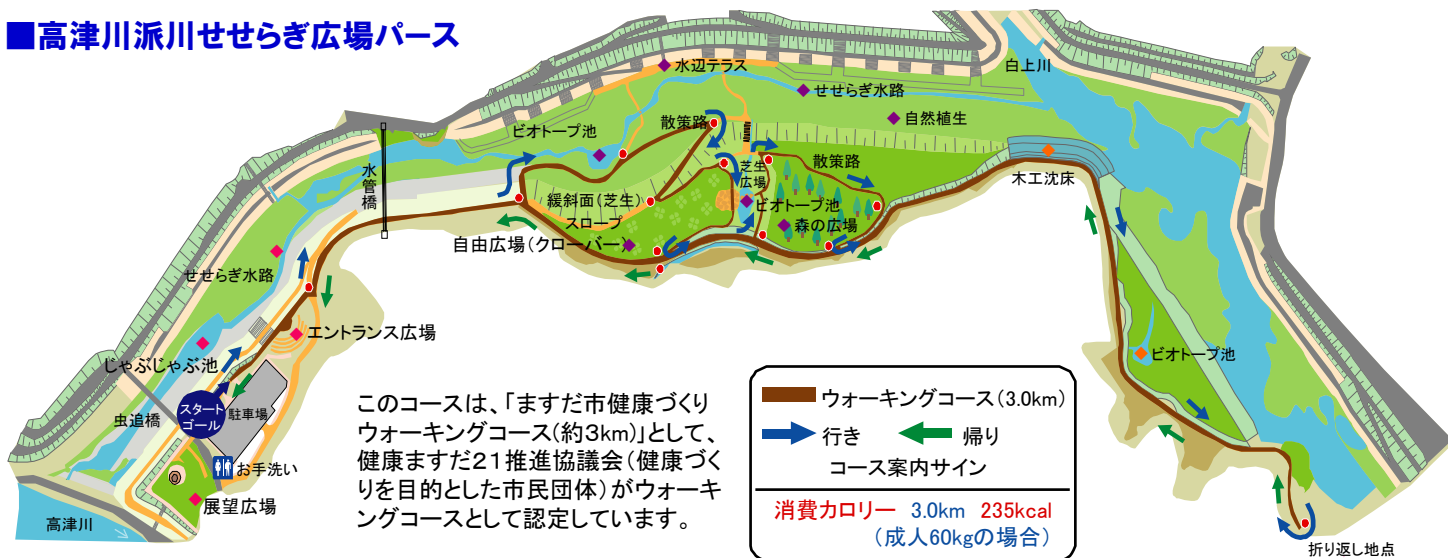 ■高津川派川せせらぎ広場パース
水辺テラス
せせらぎ水路
白上川
自然植生
散策路
ビオトープ池
水管橋
緩斜面(芝生)
スロープ
自由広場(クローバー)
芝生
広場
散策路
ビオトープ池
森の広場
木工沈床
せせらぎ水路
エントランス広場
じゃぶじゃぶ池
スタート
ゴール
駐車場
虫追橋
お手洗い
展望広場
高津川
ビオトープ池
折り返し地点
このコースは、「ますだ市健康づくり
ウォーキングコース(約3km)」として、
健康ますだ21推進協議会(健康づく
りを目的とした市民団体)がウォーキ
ングコースとして認定しています。
ウォーキングコース(3.0km)
行き 帰り
コース案内サイン
消費カロリー 3.0km 235kcal
(成人60kgの場合)